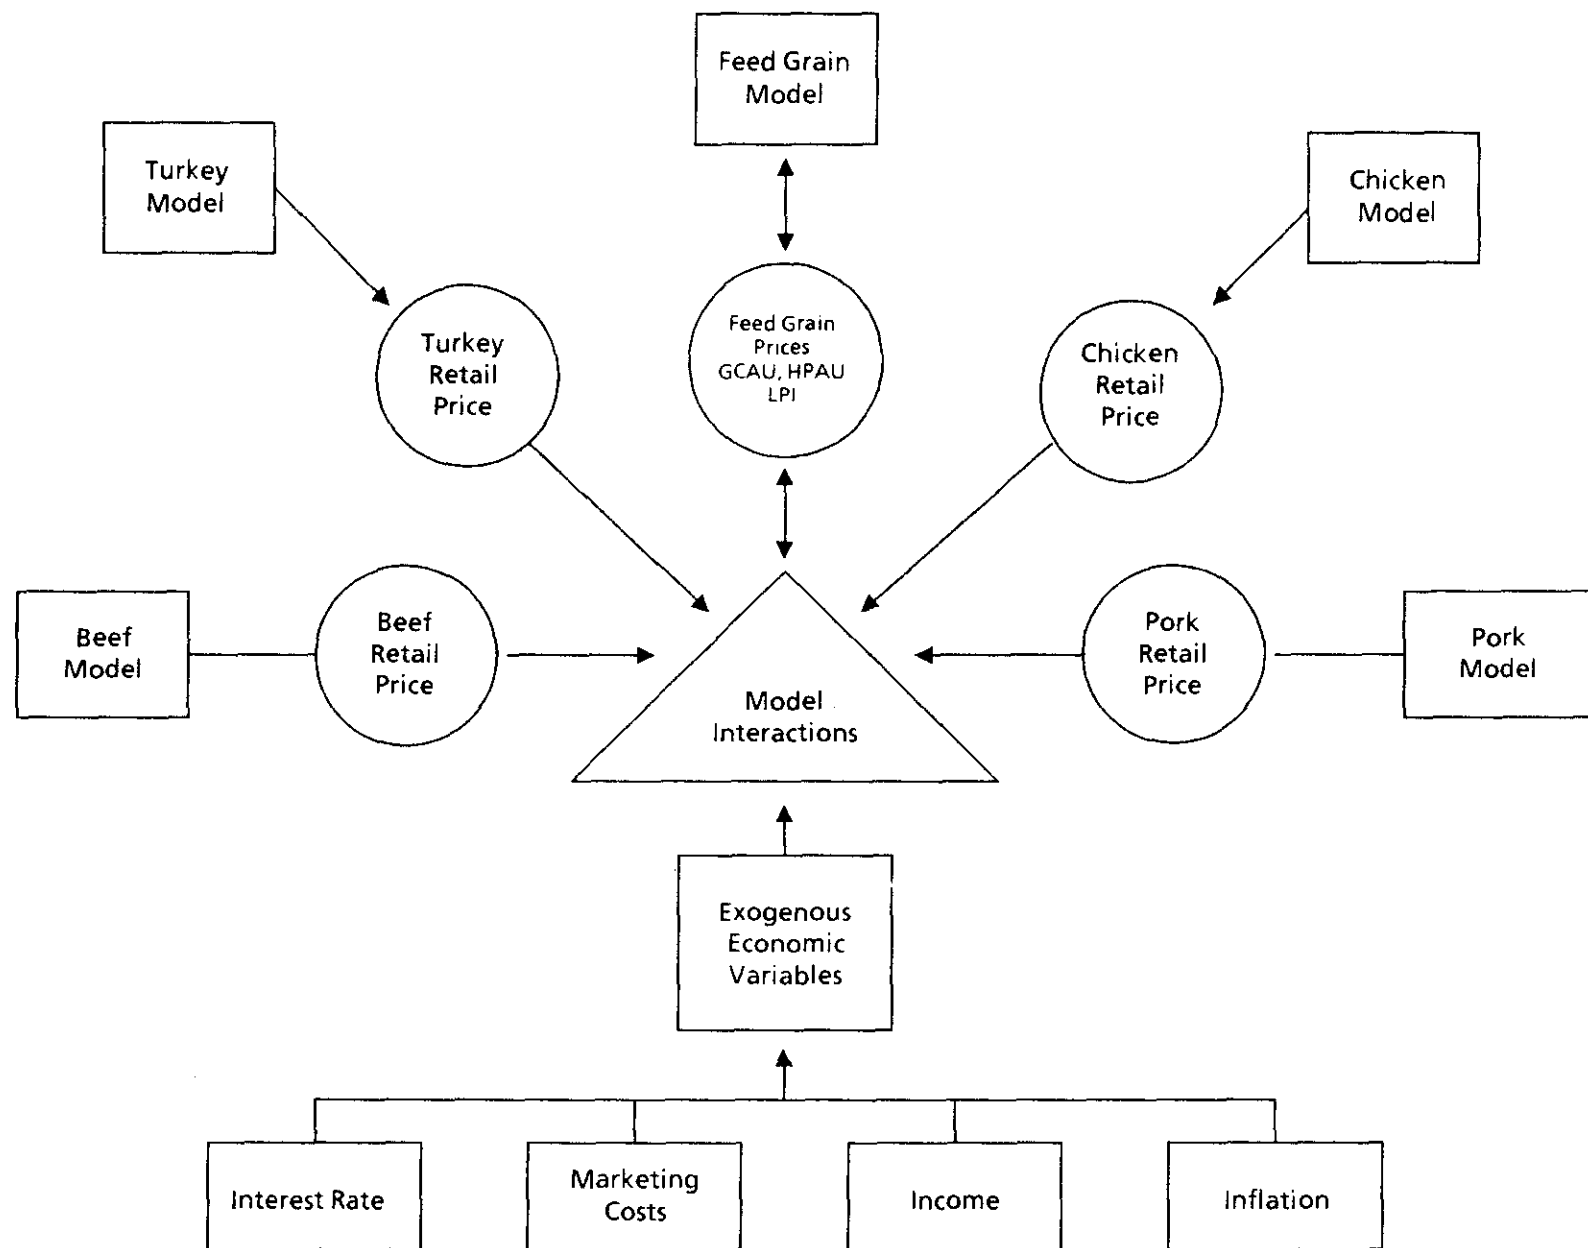 Feed Grain
Model
Turkey
Model
Chicken
Model
Turkey
Retail
Price
Feed Grain
Prices
GCAU, HPAU
LPI
Chicken
Retail
Price
Beef
Model
Beef
Retail
Price
Model
Interactions
Pork
Retail
Price
Pork
Model
Exogenous
Economic
Variables
Interest Rate
Marketing
Costs
Income
Inflation